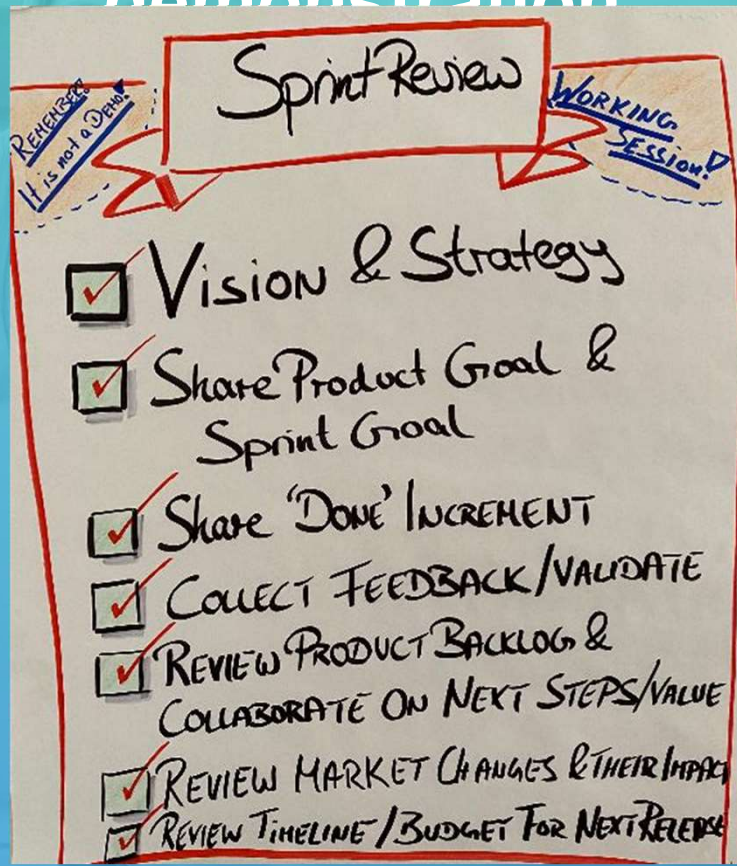 Demonstration
Sprint Review
REMEMBER!
It is not a DEMO!
WORKING
SESSION!
Vision & Strategy
Share Product Goal &
Sprint Goal
Share 'DONE' INCREMENT
COLLECT FEEDBACK/VALIDATE
REVIEW PRODUCT BACKLOG &
COLLABORATE ON NEXT STEPS/VALUE
REVIEW MARKET CHANGES & THEIR IMPACT
REVIEW TIMELINE/BUDGET FOR NEXT RELEASE